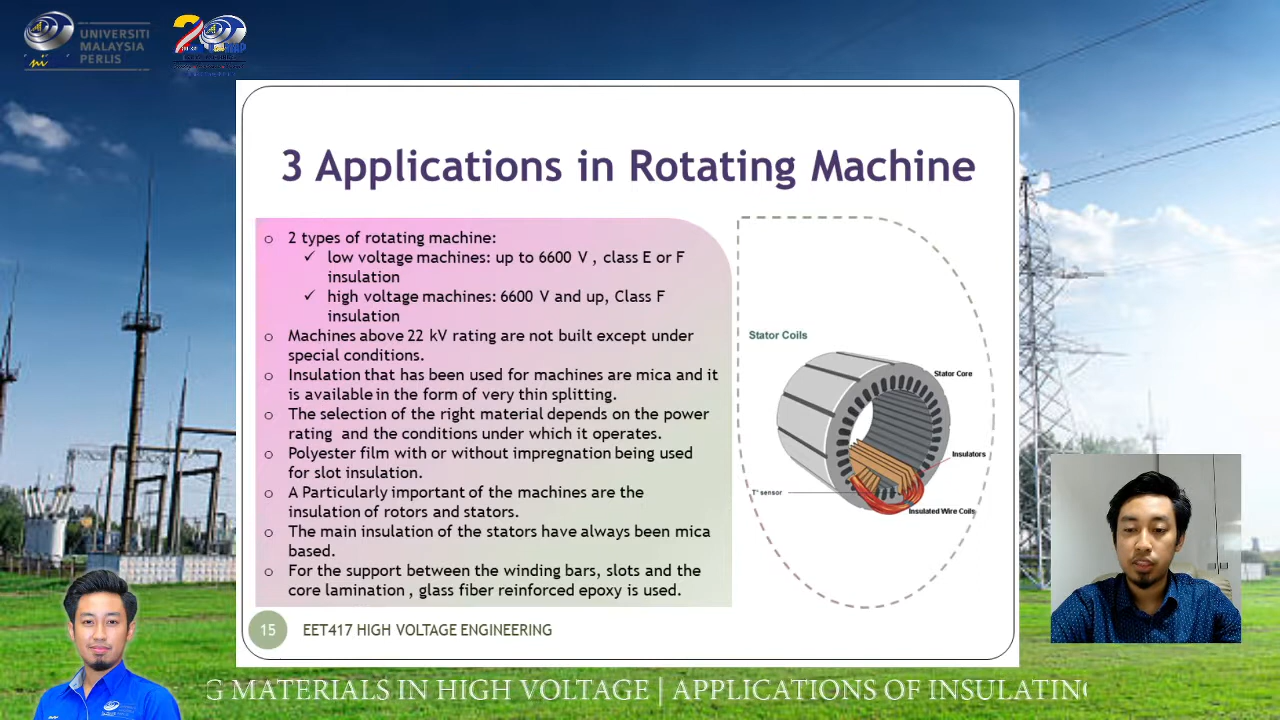 UNIVERSITI
MALAYSIA
PERLIS
3 Applications in Rotating Machine
o 2 types of rotating machine:
✓ low voltage machines: up to 6600 V , class E or F
insulation
✓ high voltage machines: 6600 V and up, Class F
insulation
o Machines above 22 kV rating are not built except under
special conditions.
o Insulation that has been used for machines are mica and it
is available in the form of very thin splitting.
o The selection of the right material depends on the power
rating and the conditions under which it operates.
o Polyester film with or without impregnation being used
for slot insulation.
o A Particularly important of the machines are the
insulation of rotors and stators.
o The main insulation of the stators have always been mica
based.
o For the support between the winding bars, slots and the
core lamination , glass fiber reinforced epoxy is used.
Stator Coils
Stator Core
Insulators
T° sensor
Insulated Wire Coils
15 EET417 HIGH VOLTAGE ENGINEERING
G MATERIALS IN HIGH VOLTAGE | APPLICATIONS OF INSULATING